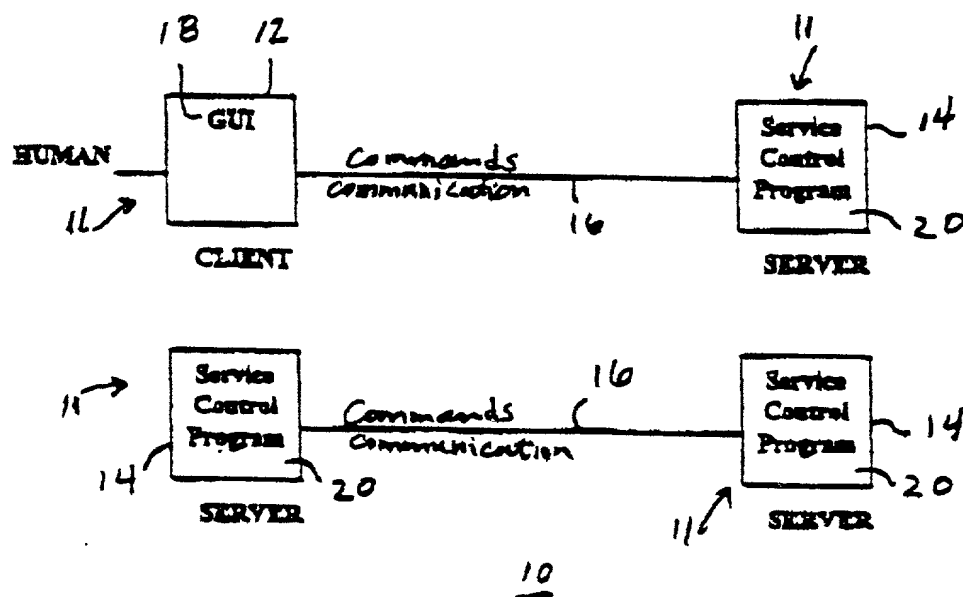 18 12 11
GUI
HUMAN
Commands
communication
Service
Control
Program
14
11
16
20
CLIENT
SERVER
11
Service
Control
Program
Commands
communication
16
Service
Control
Program
14
14
20
20
SERVER
11
SERVER
10